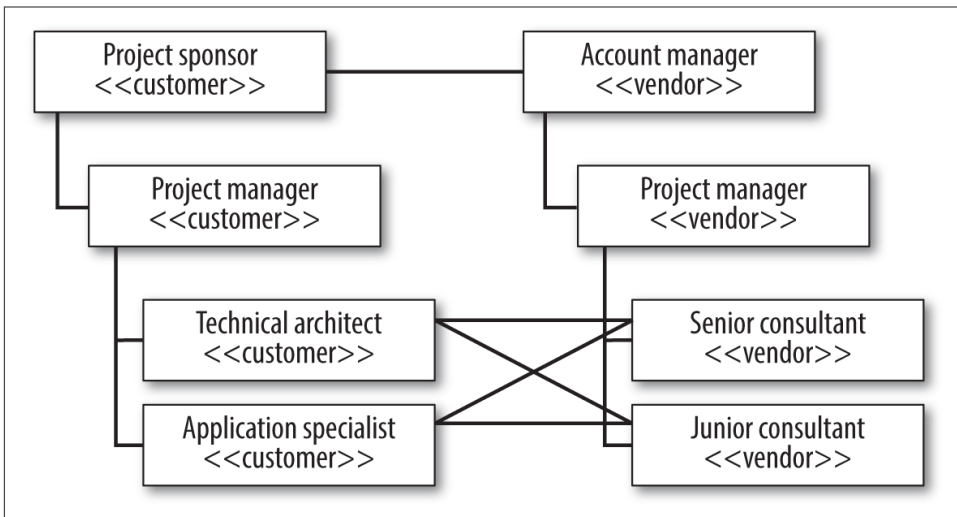 Project sponsor
<<customer>>
Account manager
<<vendor>>
Project manager
<<customer>>
Project manager
<<vendor>>
Technical architect
<<customer>>
Senior consultant
<<vendor>>
Application specialist
<<customer>>
Junior consultant
<<vendor>>